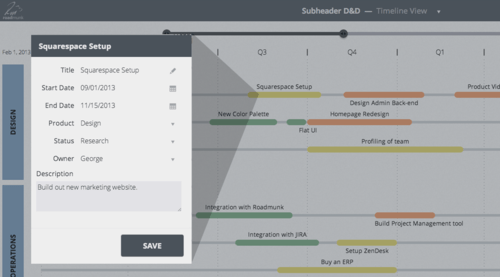 Subheader D&D — Timeline View
roadmunk
Feb 1, 2013
Q3
Q4
Q1
Squarespace Setup
Title Squarespace Setup
Start Date 09/01/2013
End Date 11/15/2013
Product Design
Status Research
Owner George
Description
Build out new marketing website.
SAVE
DESIGN
Squarespace Setup
Product Vid
Design Admin Back-end
New Color Palette
Homepage Redesign
Flat UI
Profiling of team
OPERATIONS
Integration with Roadmunk
Build Project Management tool
Integration with JIRA
Setup ZenDesk
Buy an ERP